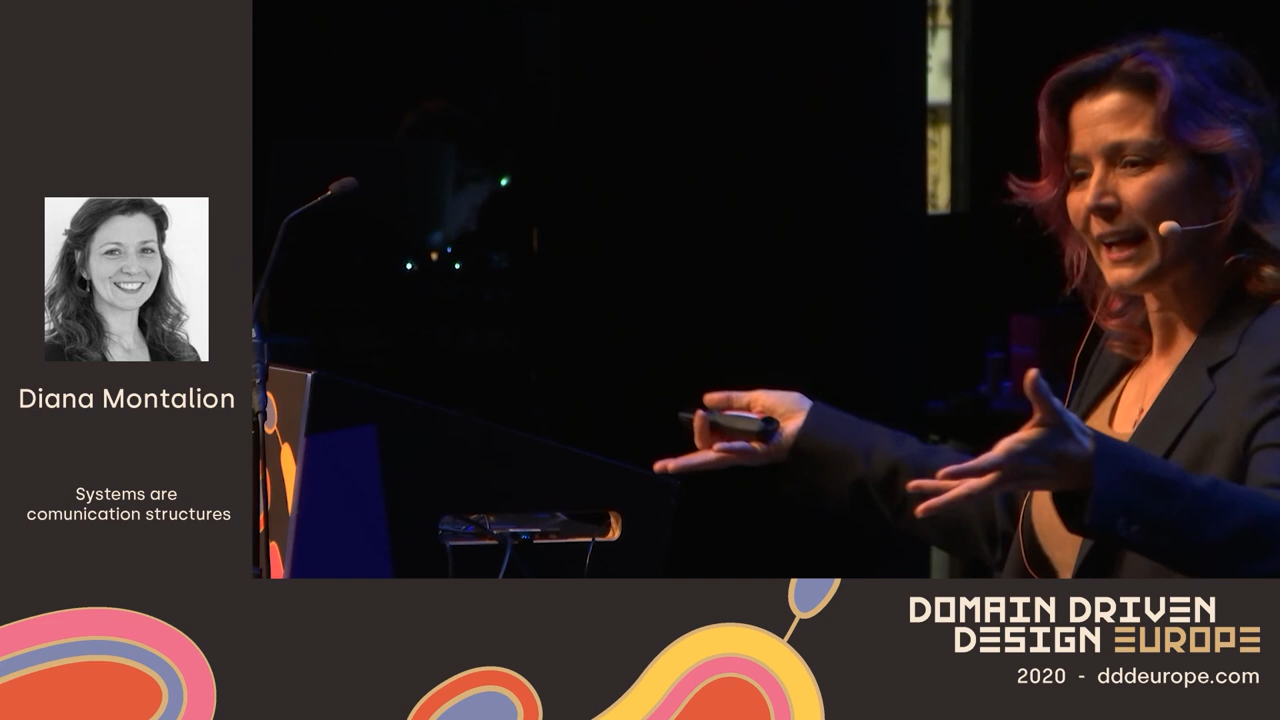 Diana Montalion
Systems are
comunication structures
DOMAIN DRIVEN
DESIGN EUROPE
2020 - dddeurope.com